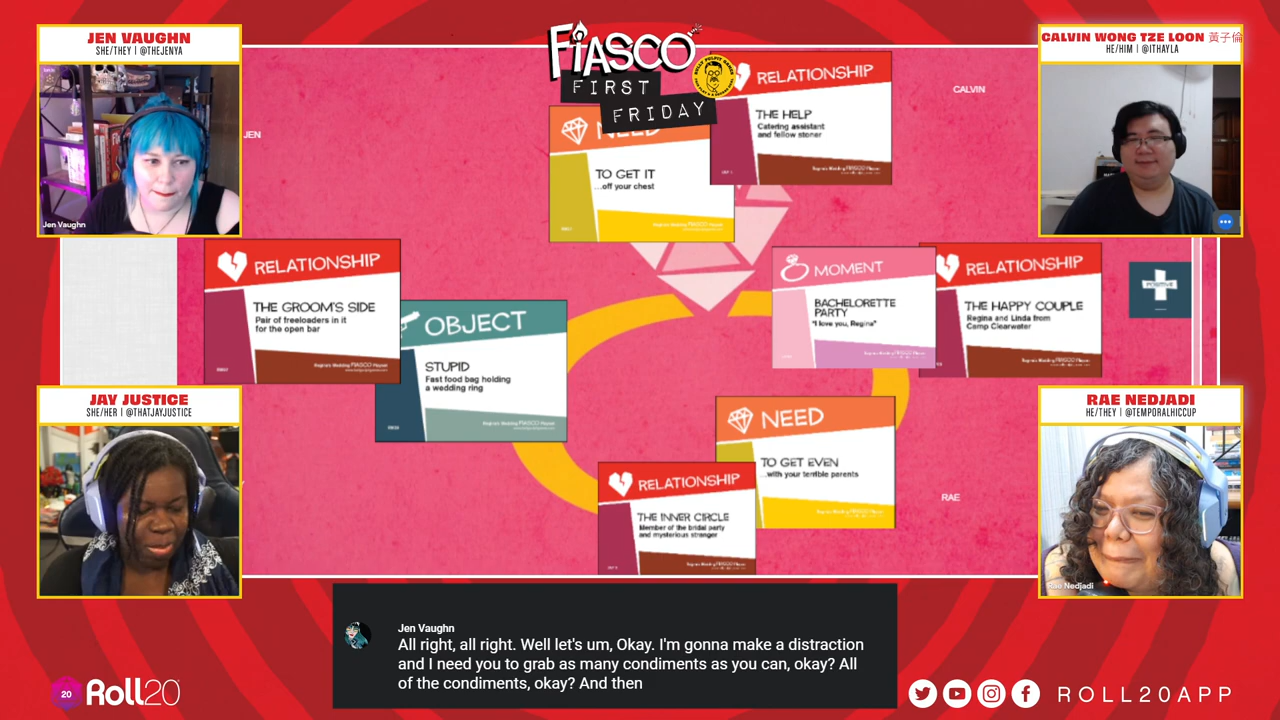 JEN VAUGHN
SHE/THEY | @THEJENYA
Jen Vaughn
FIASCO
FIRST
FRIDAY
CALVIN WONG TZE LOON 黃子倫
HE/HIM | @ITHAYLA
JEN
CALVIN
NEED
TO GET IT
...off your chest
RELATIONSHIP
THE HELP
Catering assistant
and fellow stoner
RELATIONSHIP
THE GROOM'S SIDE
Pair of freeloaders in it
for the open bar
OBJECT
STUPID
Fast food bag holding
a wedding ring
MOMENT
BACHELORETTE
PARTY
"I love you, Regina"
RELATIONSHIP
THE HAPPY COUPLE
Regina and Linda from
Camp Clearwater
POSITIVE
NEED
TO GET EVEN
...with your terrible parents
RELATIONSHIP
THE INNER CIRCLE
Member of the bridal party
and mysterious stranger
RAE
JAY JUSTICE
SHE/HER | @THATJAYJUSTICE
RAE NEDJADI
HE/THEY | @TEMPORALHICCUP
Rae Nedjadi
Jen Vaughn
All right, all right. Well let's um, Okay. I'm gonna make a distraction
and I need you to grab as many condiments as you can, okay? All
of the condiments, okay? And then
20 Roll20
ROLL20APP